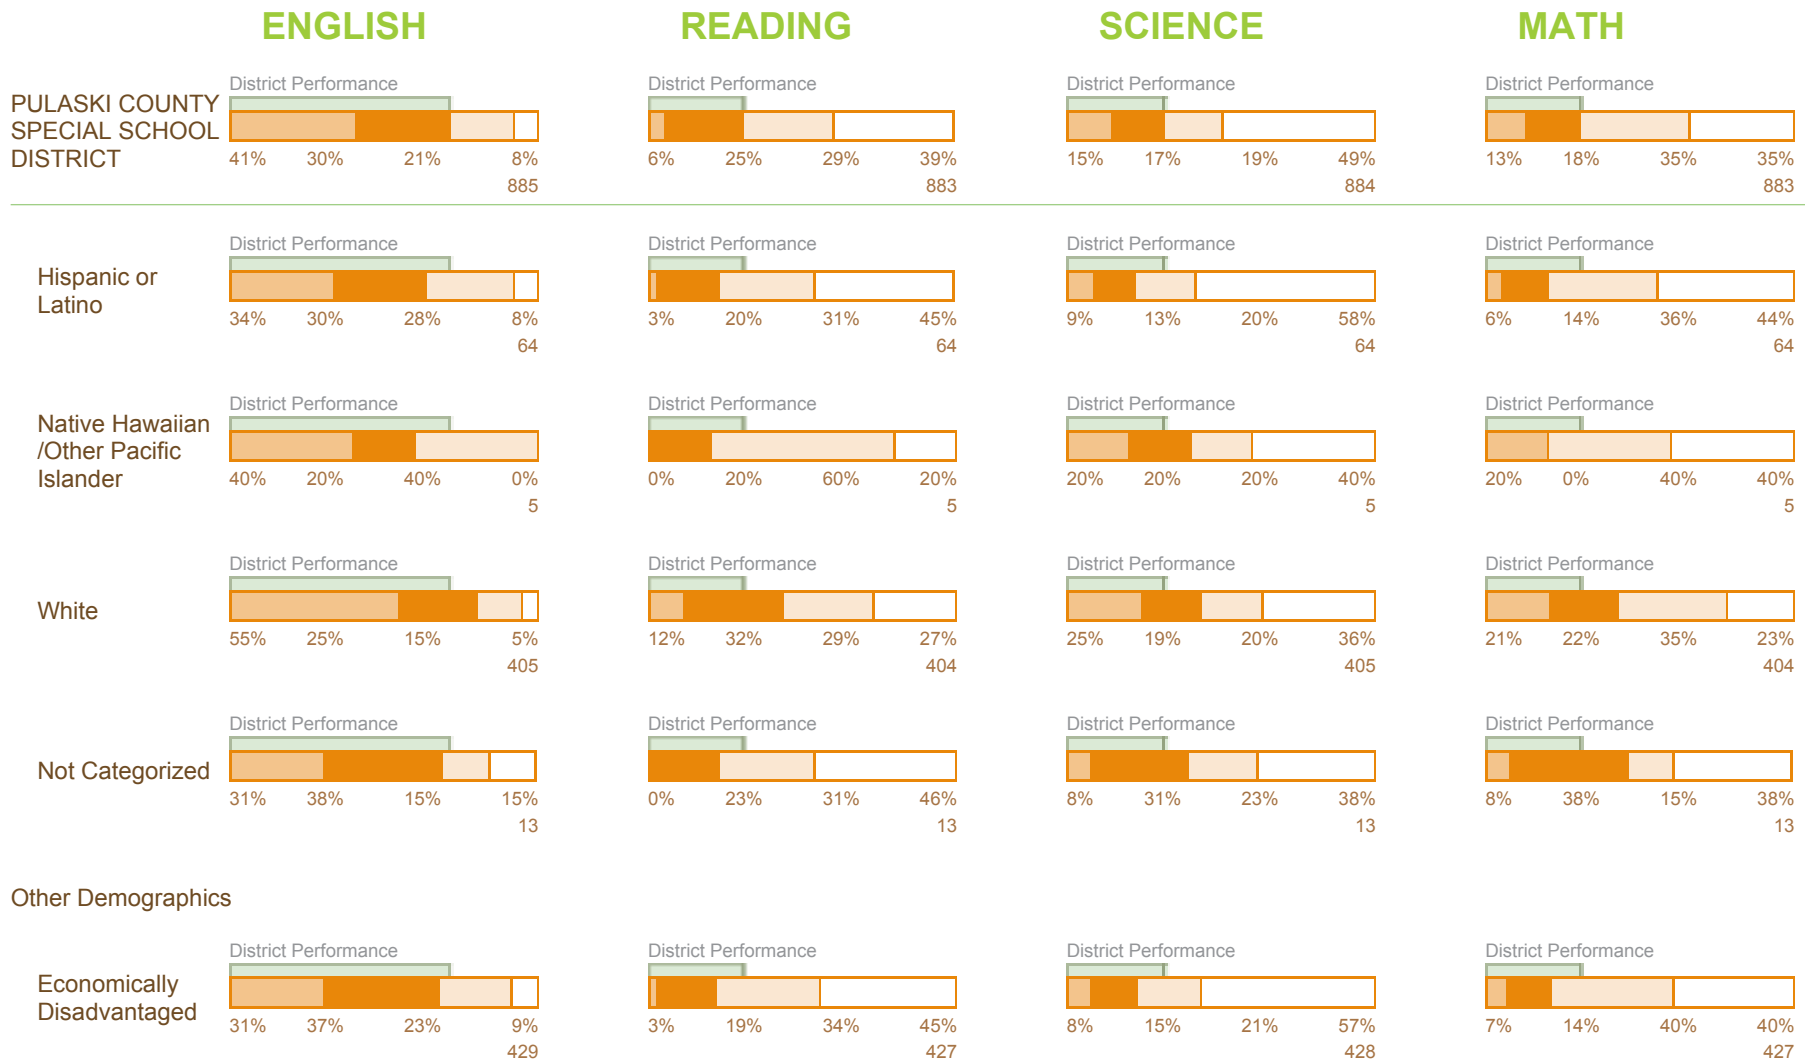 ENGLISH READING SCIENCE MATH
District Performance District Performance District Performance District Performance
PULASKI COUNTY
SPECIAL SCHOOL
DISTRICT
41% 30% 21% 8% 6% 25% 29% 39% 15% 17% 19% 49% 13% 18% 35% 35%
885 883 884 883
District Performance District Performance District Performance District Performance
Hispanic or
Latino
34% 30% 28% 8% 3% 20% 31% 45% 9% 13% 20% 58% 6% 14% 36% 44%
64 64 64 64
District Performance District Performance District Performance District Performance
Native Hawaiian
/Other Pacific
Islander
40% 20% 40% 0% 0% 20% 60% 20% 20% 20% 20% 40% 20% 0% 40% 40%
5 5 5 5
District Performance District Performance District Performance District Performance
White
55% 25% 15% 5% 12% 32% 29% 27% 25% 19% 20% 36% 21% 22% 35% 23%
405 404 405 404
District Performance District Performance District Performance District Performance
Not Categorized
31% 38% 15% 15% 0% 23% 31% 46% 8% 31% 23% 38% 8% 38% 15% 38%
13 13 13 13
Other Demographics
District Performance District Performance District Performance District Performance
Economically
Disadvantaged
31% 37% 23% 9% 3% 19% 34% 45% 8% 15% 21% 57% 7% 14% 40% 40%
429 427 428 427